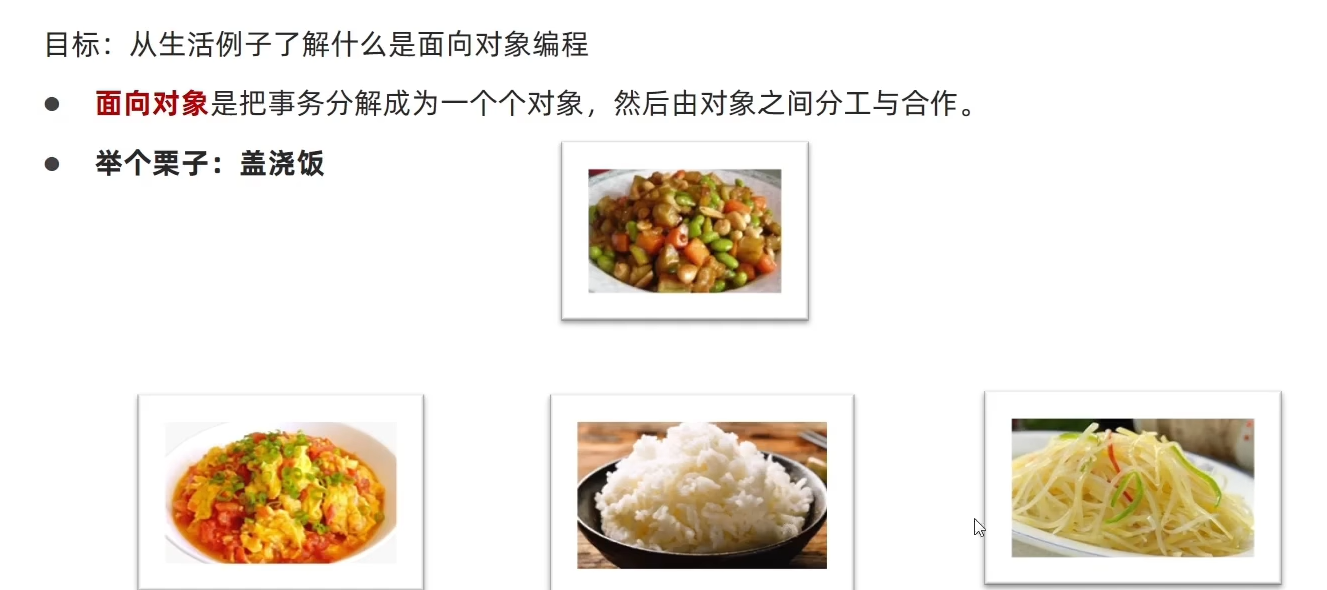 目标：从生活例子了解什么是面向对象编程
面向对象是把事务分解成为一个个对象，然后由对象之间分工与合作。
举个栗子：盖浇饭